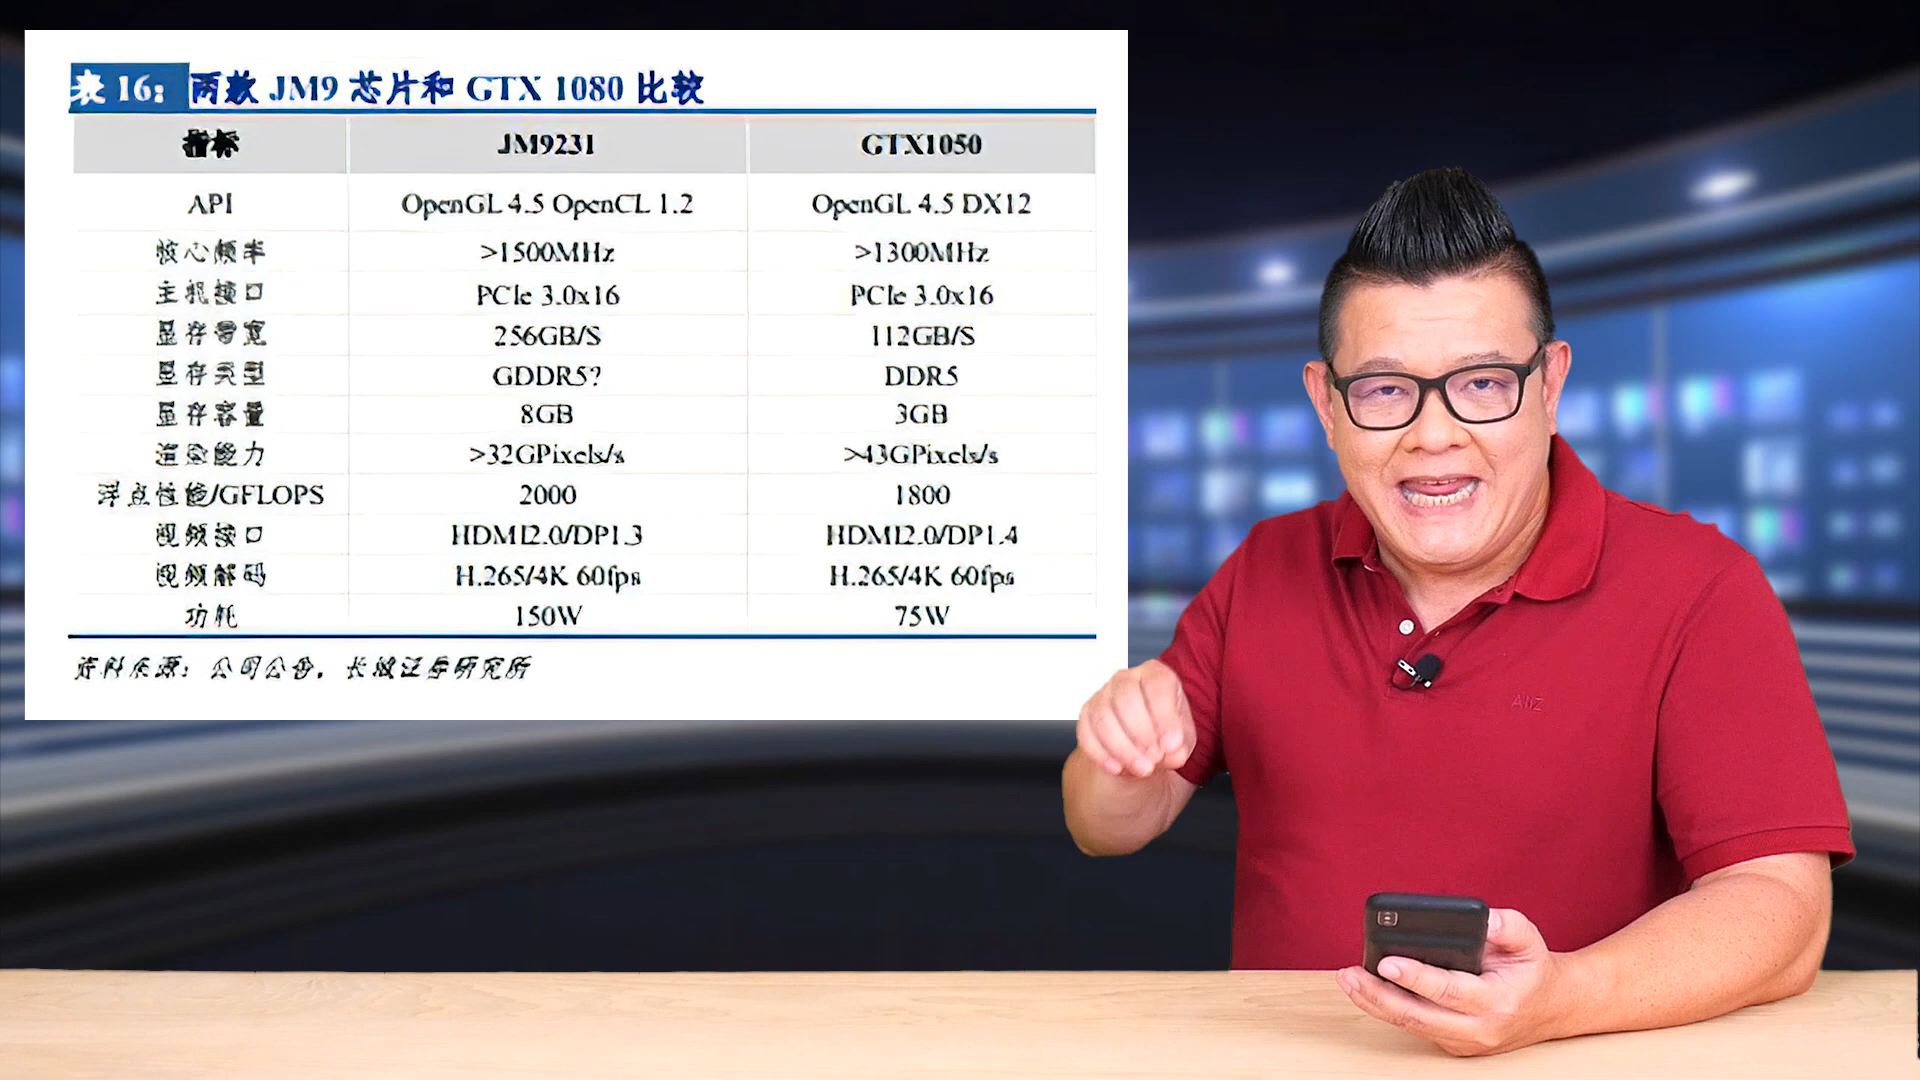 表 16: 两款 JM9 芯片和 GTX 1080 比较
指标 JM9231 GTX1050
API OpenGL 4.5 OpenCL 1.2 OpenGL 4.5 DX12
核心频率 >1500MHz >1300MHz
主机接口 PCIe 3.0x16 PCIe 3.0x16
显存带宽 256GB/S 112GB/S
显存类型 GDDR5? DDR5
显存容量 8GB 3GB
渲染能力 >32GPixels/s >43GPixels/s
浮点性能/GFLOPS 2000 1800
视频接口 HDMI2.0/DP1.3 HDMI2.0/DP1.4
视频解码 H.265/4K 60fps H.265/4K 60fps
功耗 150W 75W
资料来源: 公司公告, 长城证券研究所
AIIZ